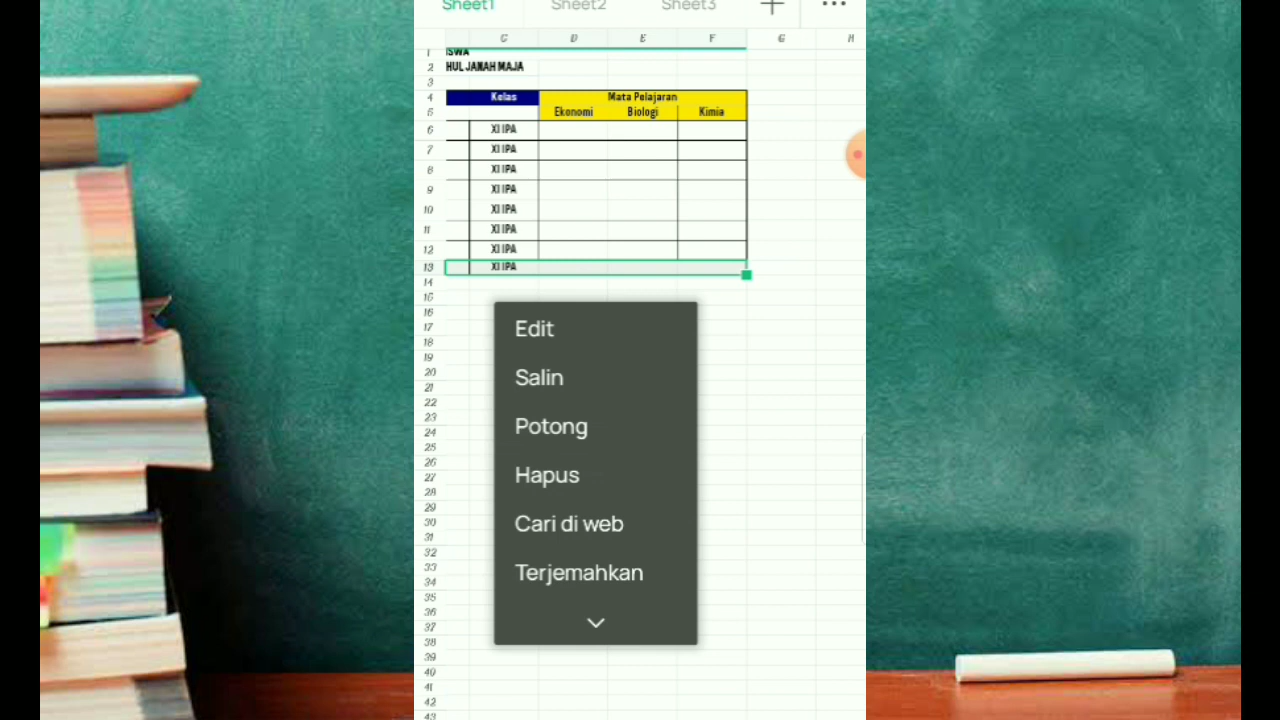 Sheet1 Sheet2 Sheet3 + ...
C D E F G H
1 ISWA
2 HUL JANAH MAJA
3
4 Kelas Mata Pelajaran
5 Ekonomi Biologi Kimia
6 XI IPA
7 XI IPA
8 XI IPA
9 XI IPA
10 XI IPA
11 XI IPA
12 XI IPA
13 XI IPA
14
15
16
17
18
19
20
21
22
23
24
25
26
27
28
29
30
31
32
33
34
35
36
37
38
39
40
41
42
43
Edit
Salin
Potong
Hapus
Cari di web
Terjemahkan